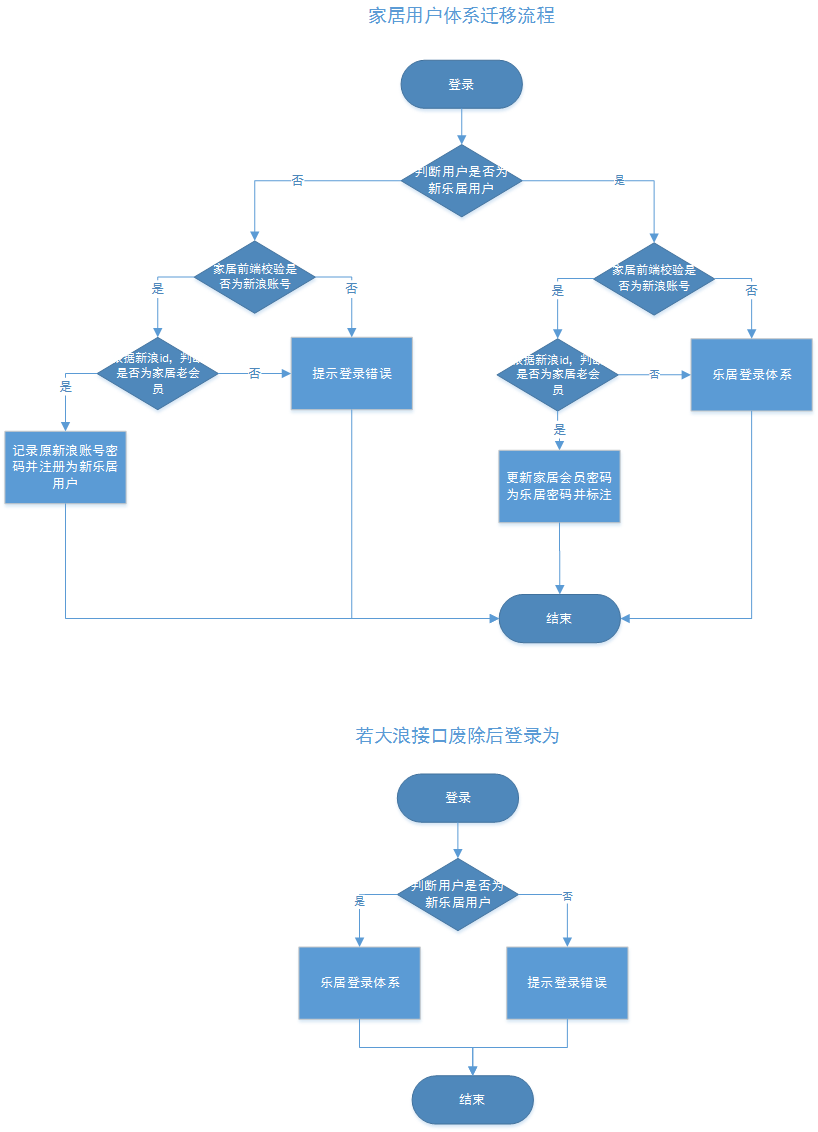 家居用户体系迁移流程
登录
判断用户是否为
新乐居用户
否
是
家居前端校验是
否为新浪账号
家居前端校验是
否为新浪账号
是
否
是
否
据新浪id，判断
是否为家居老会
员
否
提示登录错误
据新浪id，判断
是否为家居老会
员
否
乐居登录体系
是
是
记录原新浪账号密
码并注册为新乐居
用户
更新家居会员密码
为乐居密码并标注
结束
若大浪接口废除后登录为
登录
判断用户是否为
新乐居用户
是
否
乐居登录体系
提示登录错误
结束